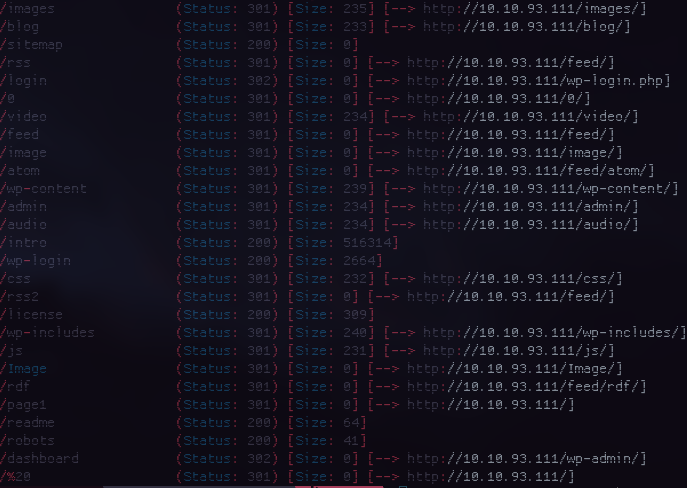 /images (Status: 301) [Size: 235] [--> http://10.10.93.111/images/]
/blog (Status: 301) [Size: 233] [--> http://10.10.93.111/blog/]
/sitemap (Status: 200) [Size: 0]
/rss (Status: 301) [Size: 0] [--> http://10.10.93.111/feed/]
/login (Status: 302) [Size: 0] [--> http://10.10.93.111/wp-login.php]
/0 (Status: 301) [Size: 0] [--> http://10.10.93.111/0/]
/video (Status: 301) [Size: 234] [--> http://10.10.93.111/video/]
/feed (Status: 301) [Size: 0] [--> http://10.10.93.111/feed/]
/image (Status: 301) [Size: 0] [--> http://10.10.93.111/image/]
/atom (Status: 301) [Size: 0] [--> http://10.10.93.111/feed/atom/]
/wp-content (Status: 301) [Size: 239] [--> http://10.10.93.111/wp-content/]
/admin (Status: 301) [Size: 234] [--> http://10.10.93.111/admin/]
/audio (Status: 301) [Size: 234] [--> http://10.10.93.111/audio/]
/intro (Status: 200) [Size: 516314]
/wp-login (Status: 200) [Size: 2664]
/css (Status: 301) [Size: 232] [--> http://10.10.93.111/css/]
/rss2 (Status: 301) [Size: 0] [--> http://10.10.93.111/feed/]
/license (Status: 200) [Size: 309]
/wp-includes (Status: 301) [Size: 240] [--> http://10.10.93.111/wp-includes/]
/js (Status: 301) [Size: 231] [--> http://10.10.93.111/js/]
/Image (Status: 301) [Size: 0] [--> http://10.10.93.111/Image/]
/rdf (Status: 301) [Size: 0] [--> http://10.10.93.111/feed/rdf/]
/page1 (Status: 301) [Size: 0] [--> http://10.10.93.111/]
/readme (Status: 200) [Size: 64]
/robots (Status: 200) [Size: 41]
/dashboard (Status: 302) [Size: 0] [--> http://10.10.93.111/wp-admin/]
/%20 (Status: 301) [Size: 0] [--> http://10.10.93.111/]